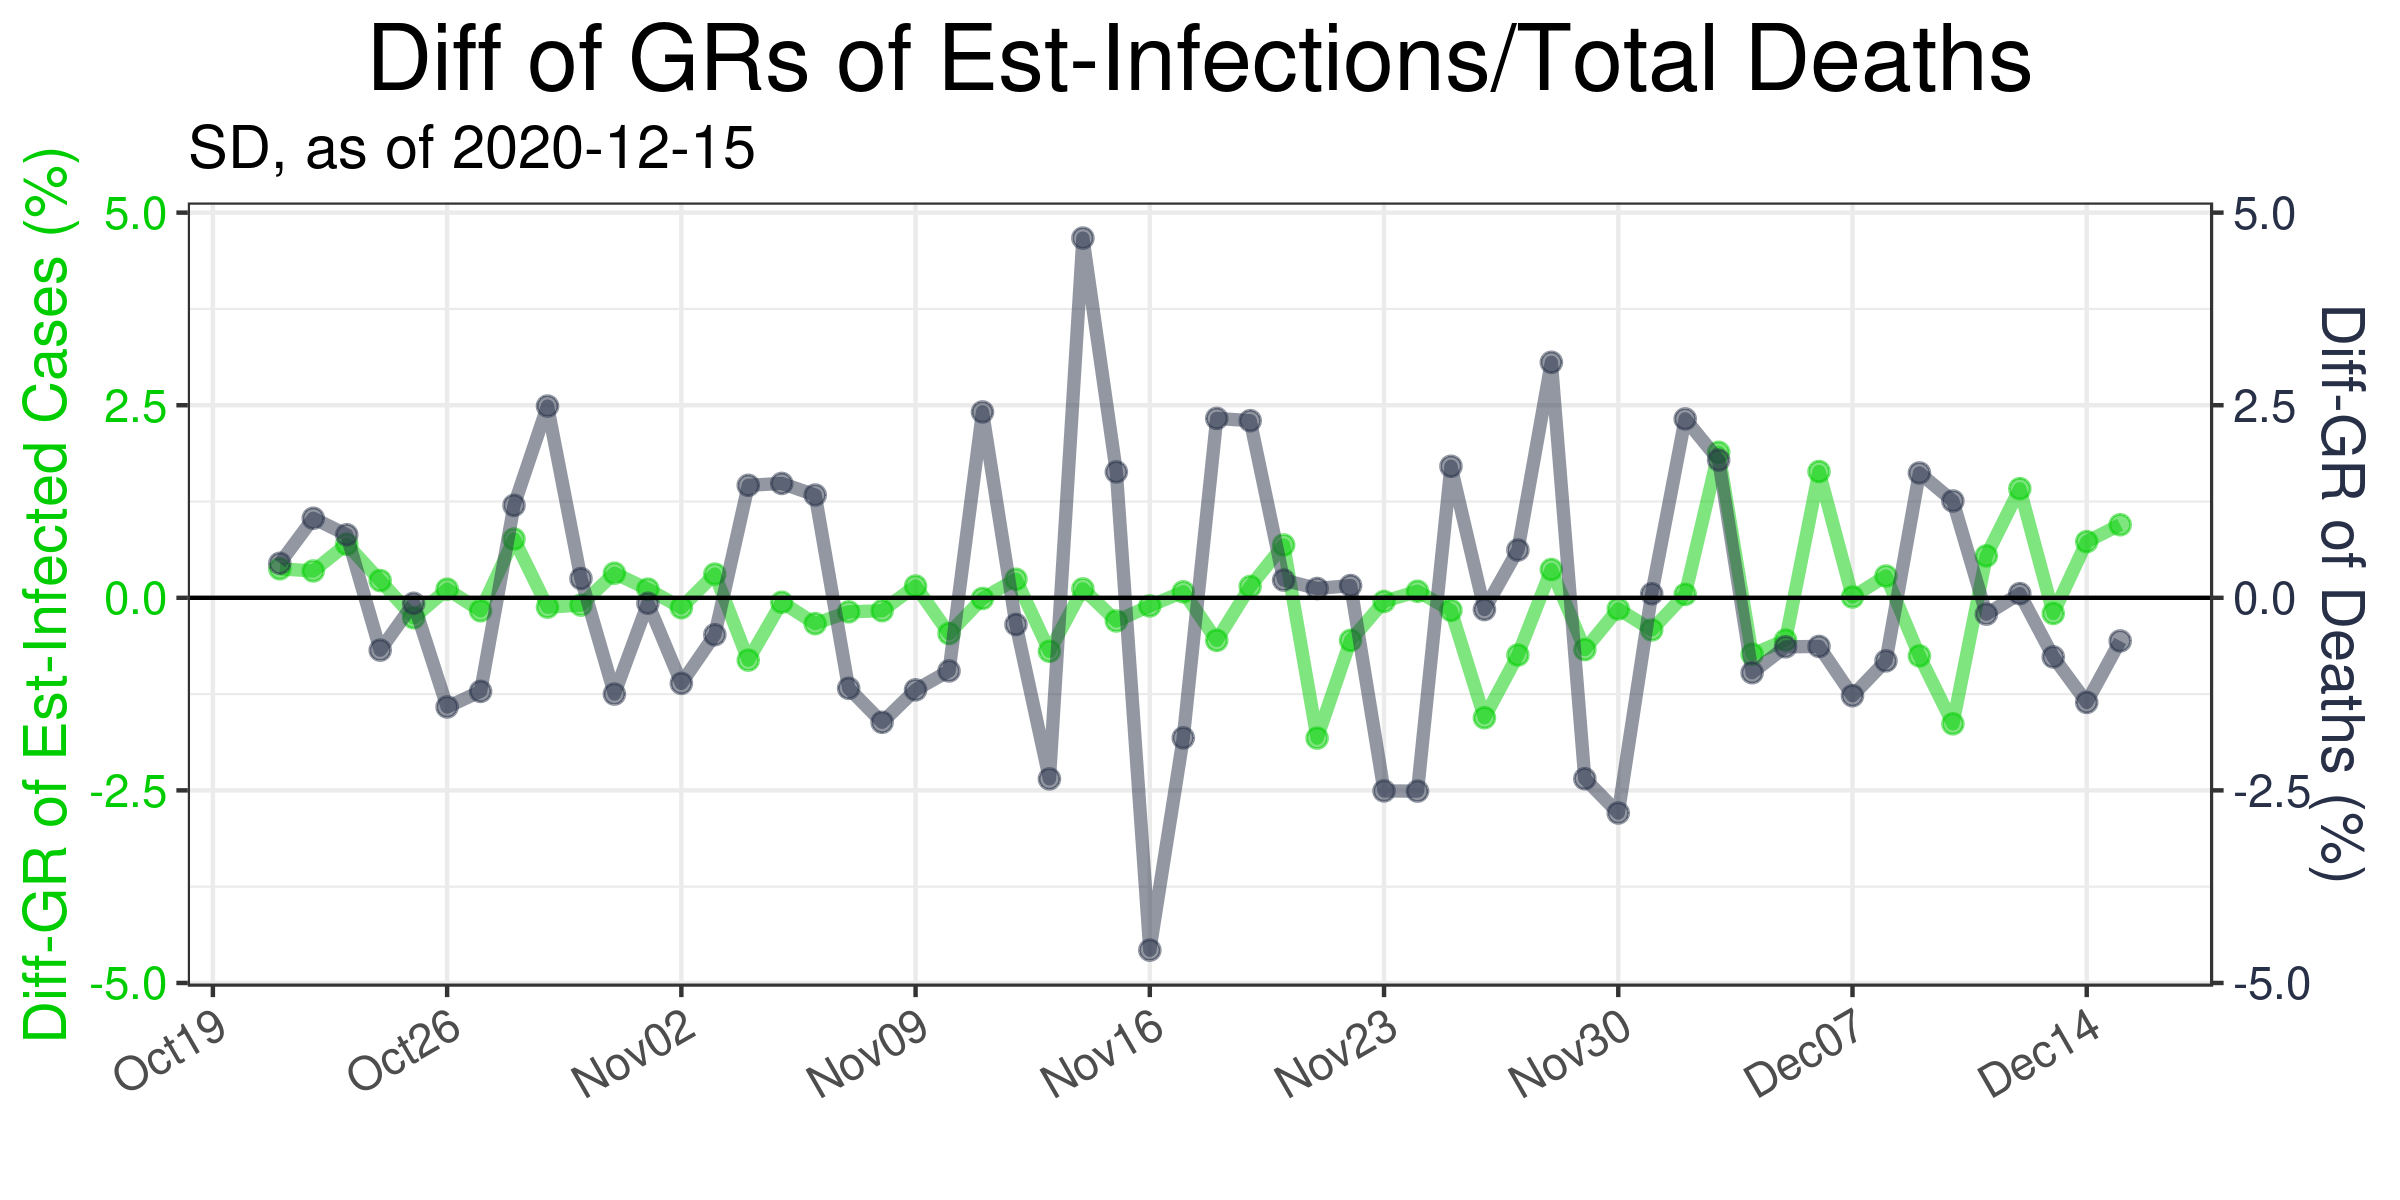 Diff of GRs of Est-Infections/Total Deaths
SD, as of 2020-12-15
Diff-GR of Est-Infected Cases (%)
5.0
2.5
0.0
-2.5
-5.0
5.0
2.5
0.0
-2.5
-5.0
Diff-GR of Deaths (%)
Oct19
Oct26
Nov02
Nov09
Nov16
Nov23
Nov30
Dec07
Dec14